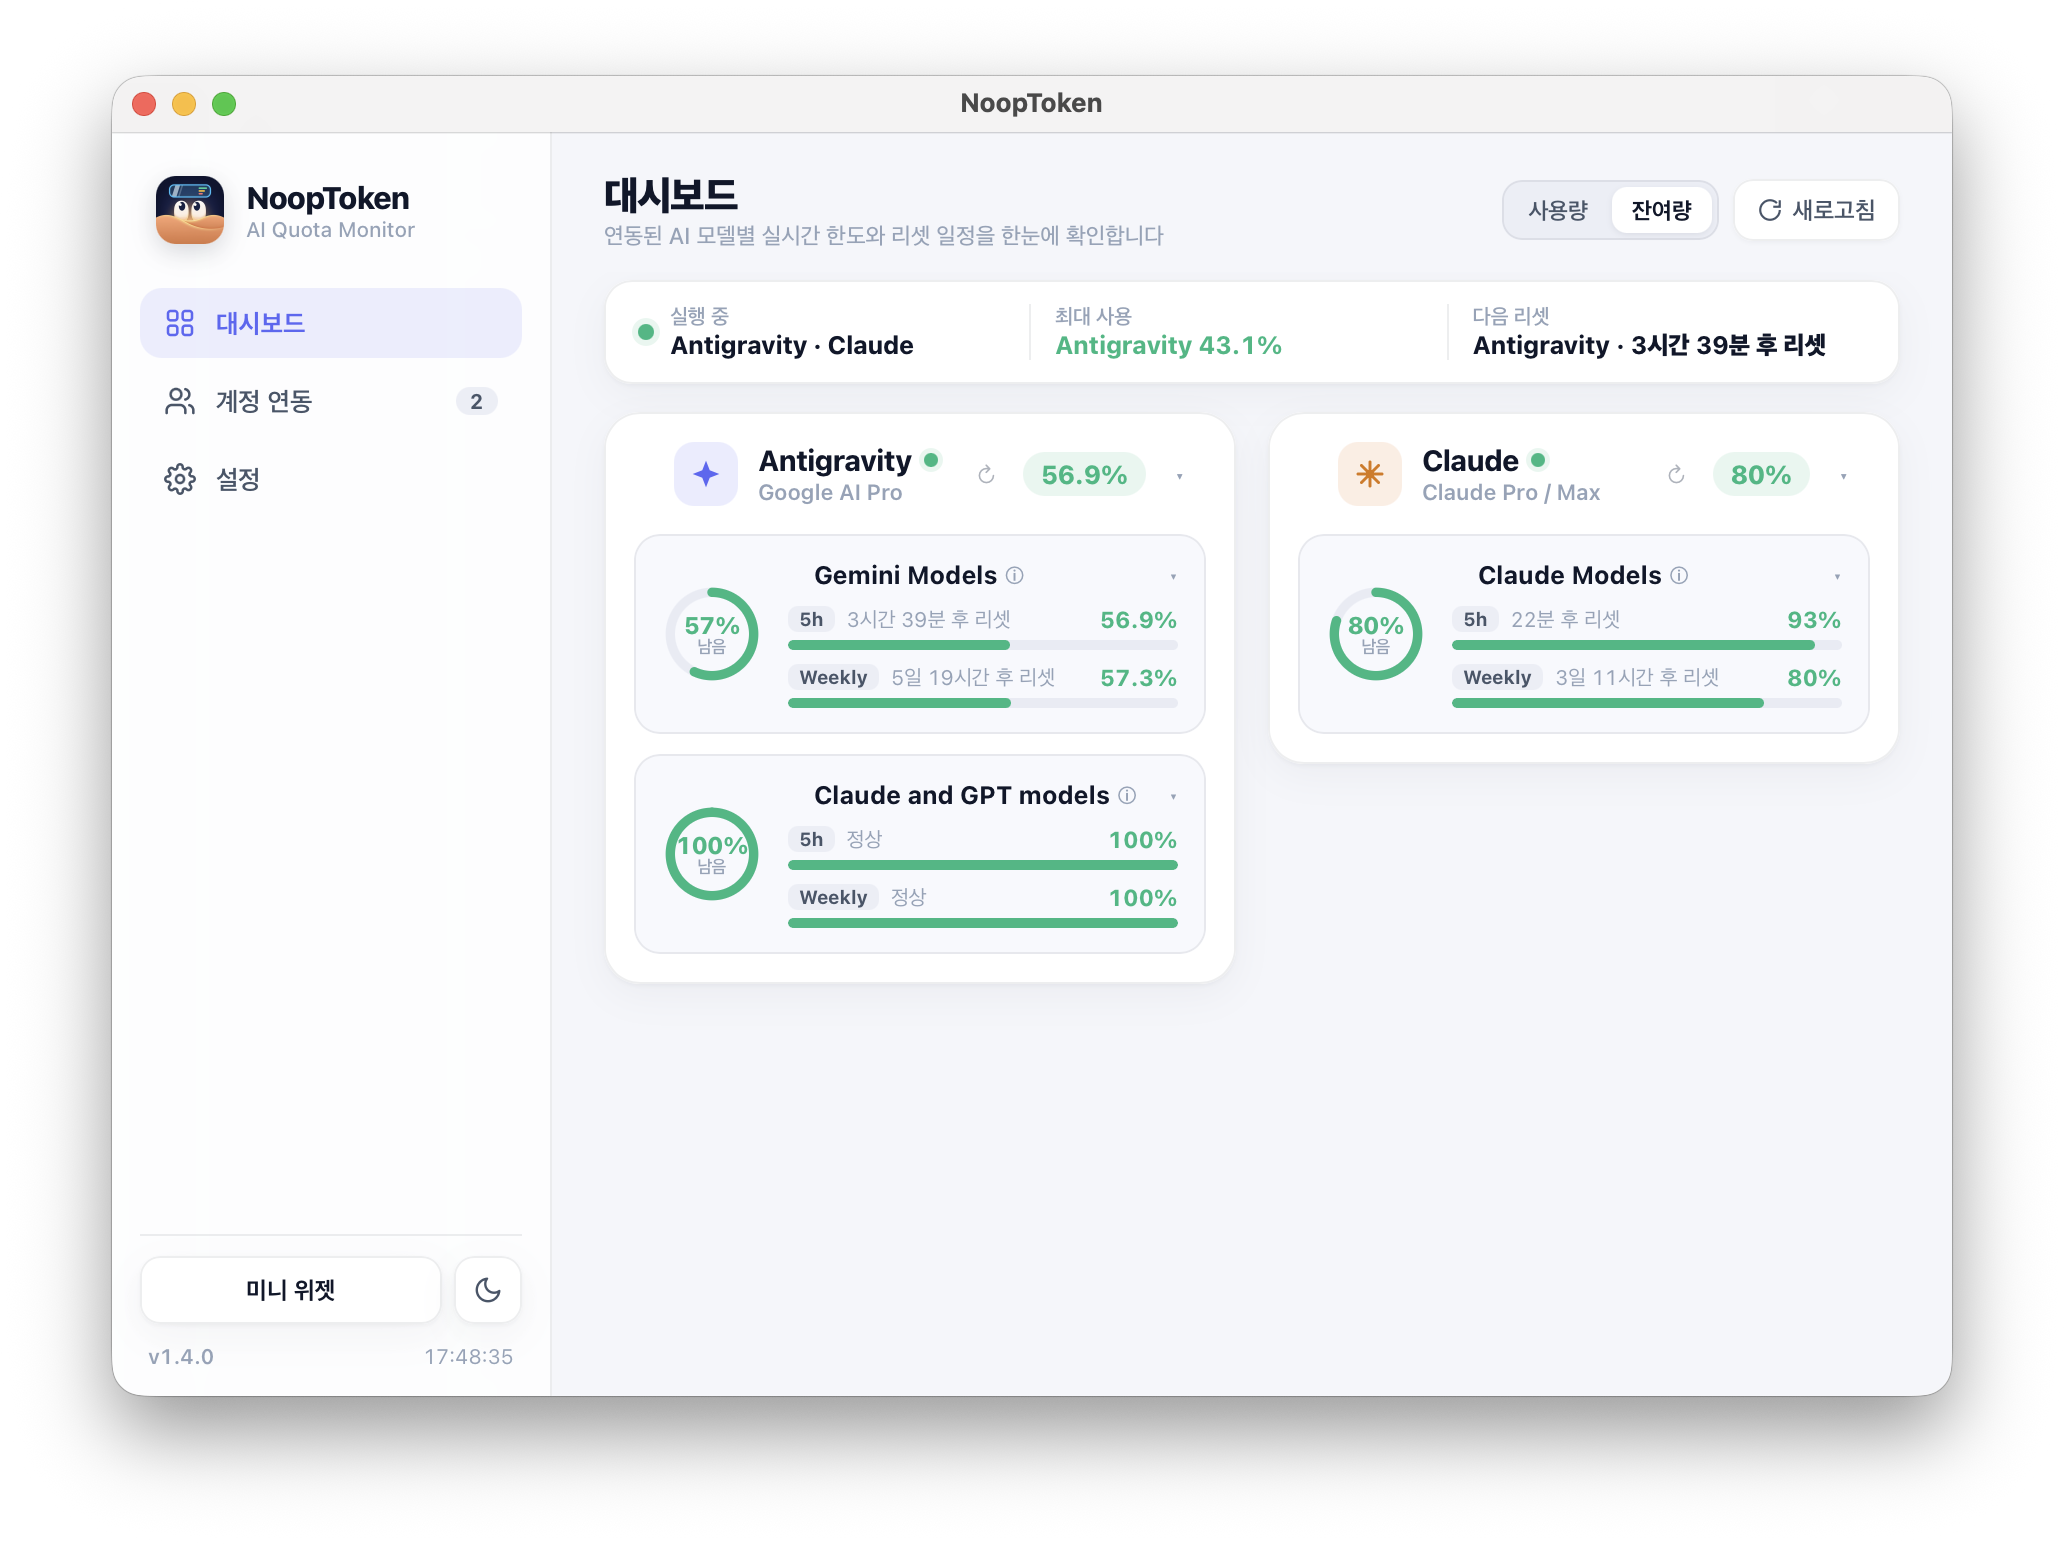 NoopToken
NoopToken
AI Quota Monitor
대시보드
계정 연동 2
설정
미니 위젯
v1.4.0 17:48:35
대시보드
연동된 AI 모델별 실시간 한도와 리셋 일정을 한눈에 확인합니다
사용량 잔여량 새로고침
실행 중
Antigravity · Claude
최대 사용
Antigravity 43.1%
다음 리셋
Antigravity · 3시간 39분 후 리셋
Antigravity
Google AI Pro
56.9%
Gemini Models
57%
남음
5h 3시간 39분 후 리셋 56.9%
Weekly 5일 19시간 후 리셋 57.3%
Claude and GPT models
100%
남음
5h 정상 100%
Weekly 정상 100%
Claude
Claude Pro / Max
80%
Claude Models
80%
남음
5h 22분 후 리셋 93%
Weekly 3일 11시간 후 리셋 80%